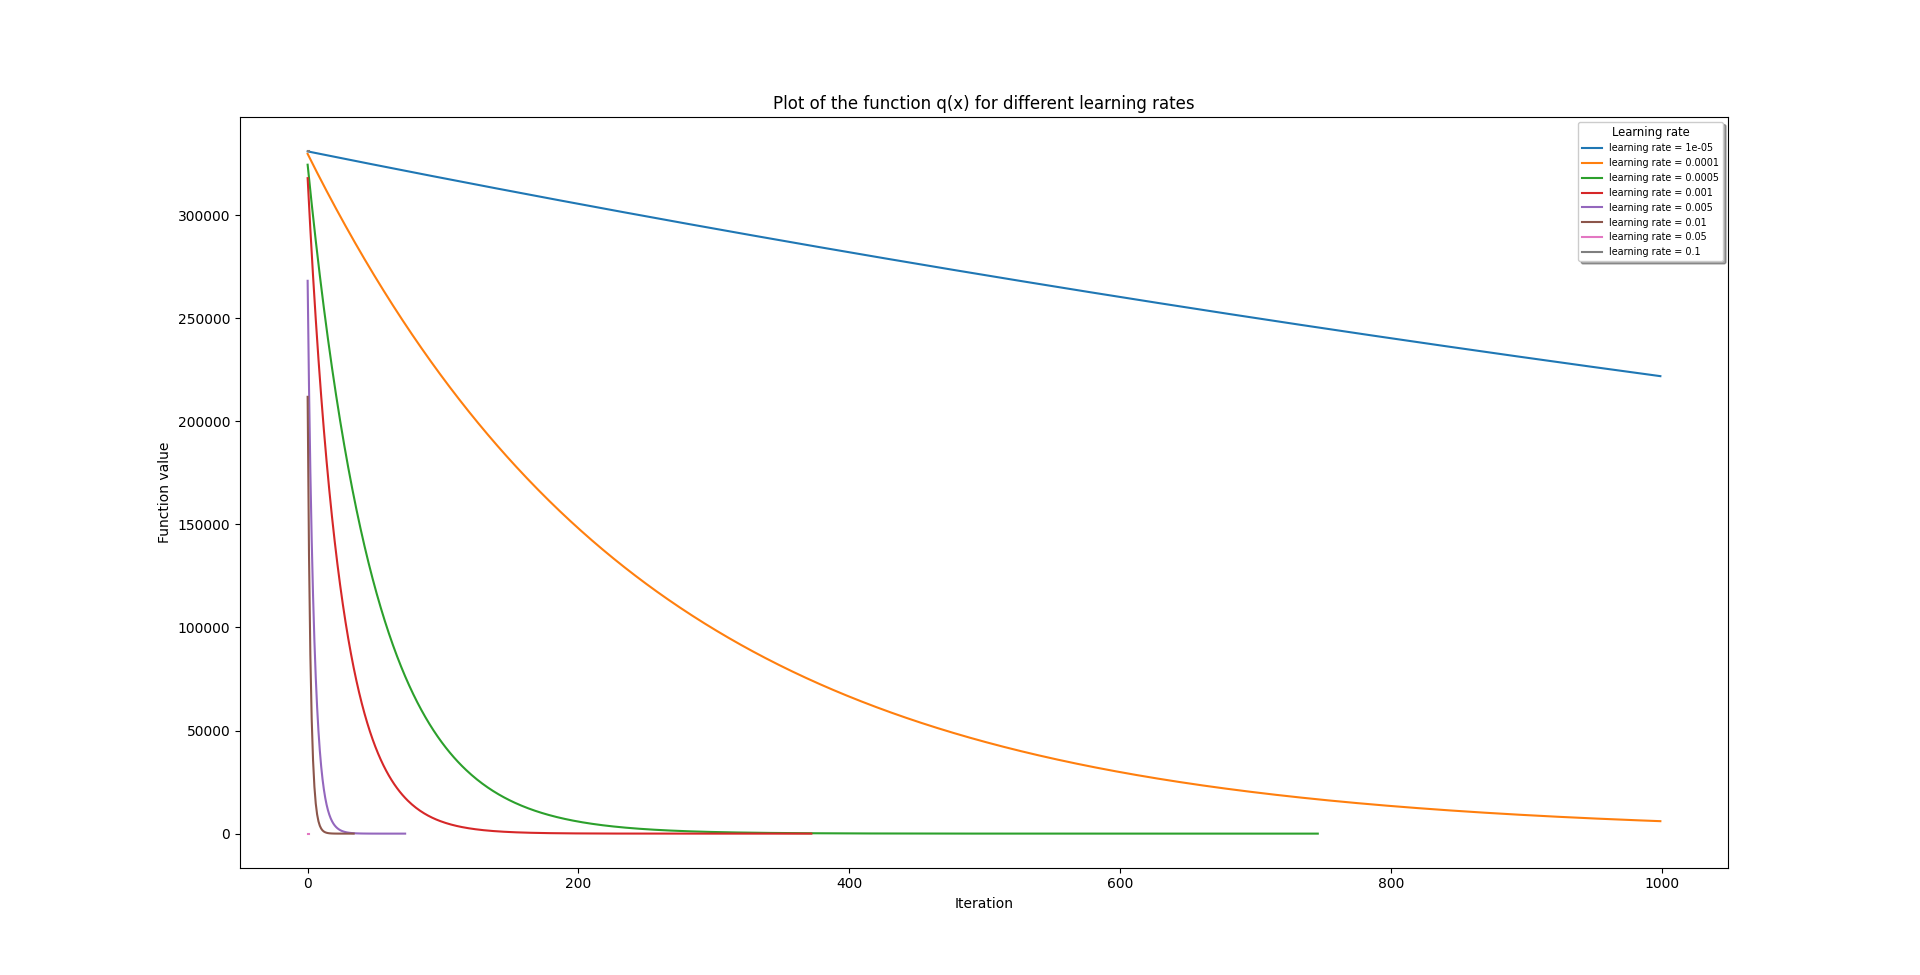 Plot of the function q(x) for different learning rates
Learning rate
learning rate = 1e-05
learning rate = 0.0001
learning rate = 0.0005
learning rate = 0.001
learning rate = 0.005
learning rate = 0.01
learning rate = 0.05
learning rate = 0.1
Function value
300000
250000
200000
150000
100000
50000
0
0 200 400 600 800 1000
Iteration